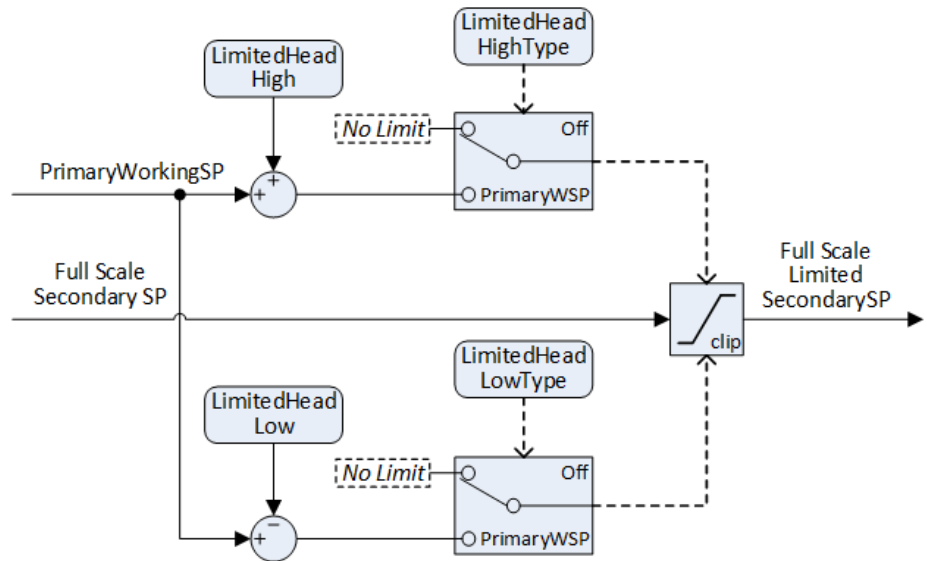 LimitedHead
High
LimitedHead
HighType
No Limit
Off
PrimaryWorkingSP
+
+
PrimaryWSP
Full Scale
Secondary SP
Full Scale
Limited
SecondarySP
clip
LimitedHead
LowType
LimitedHead
Low
No Limit
Off
−
+
PrimaryWSP